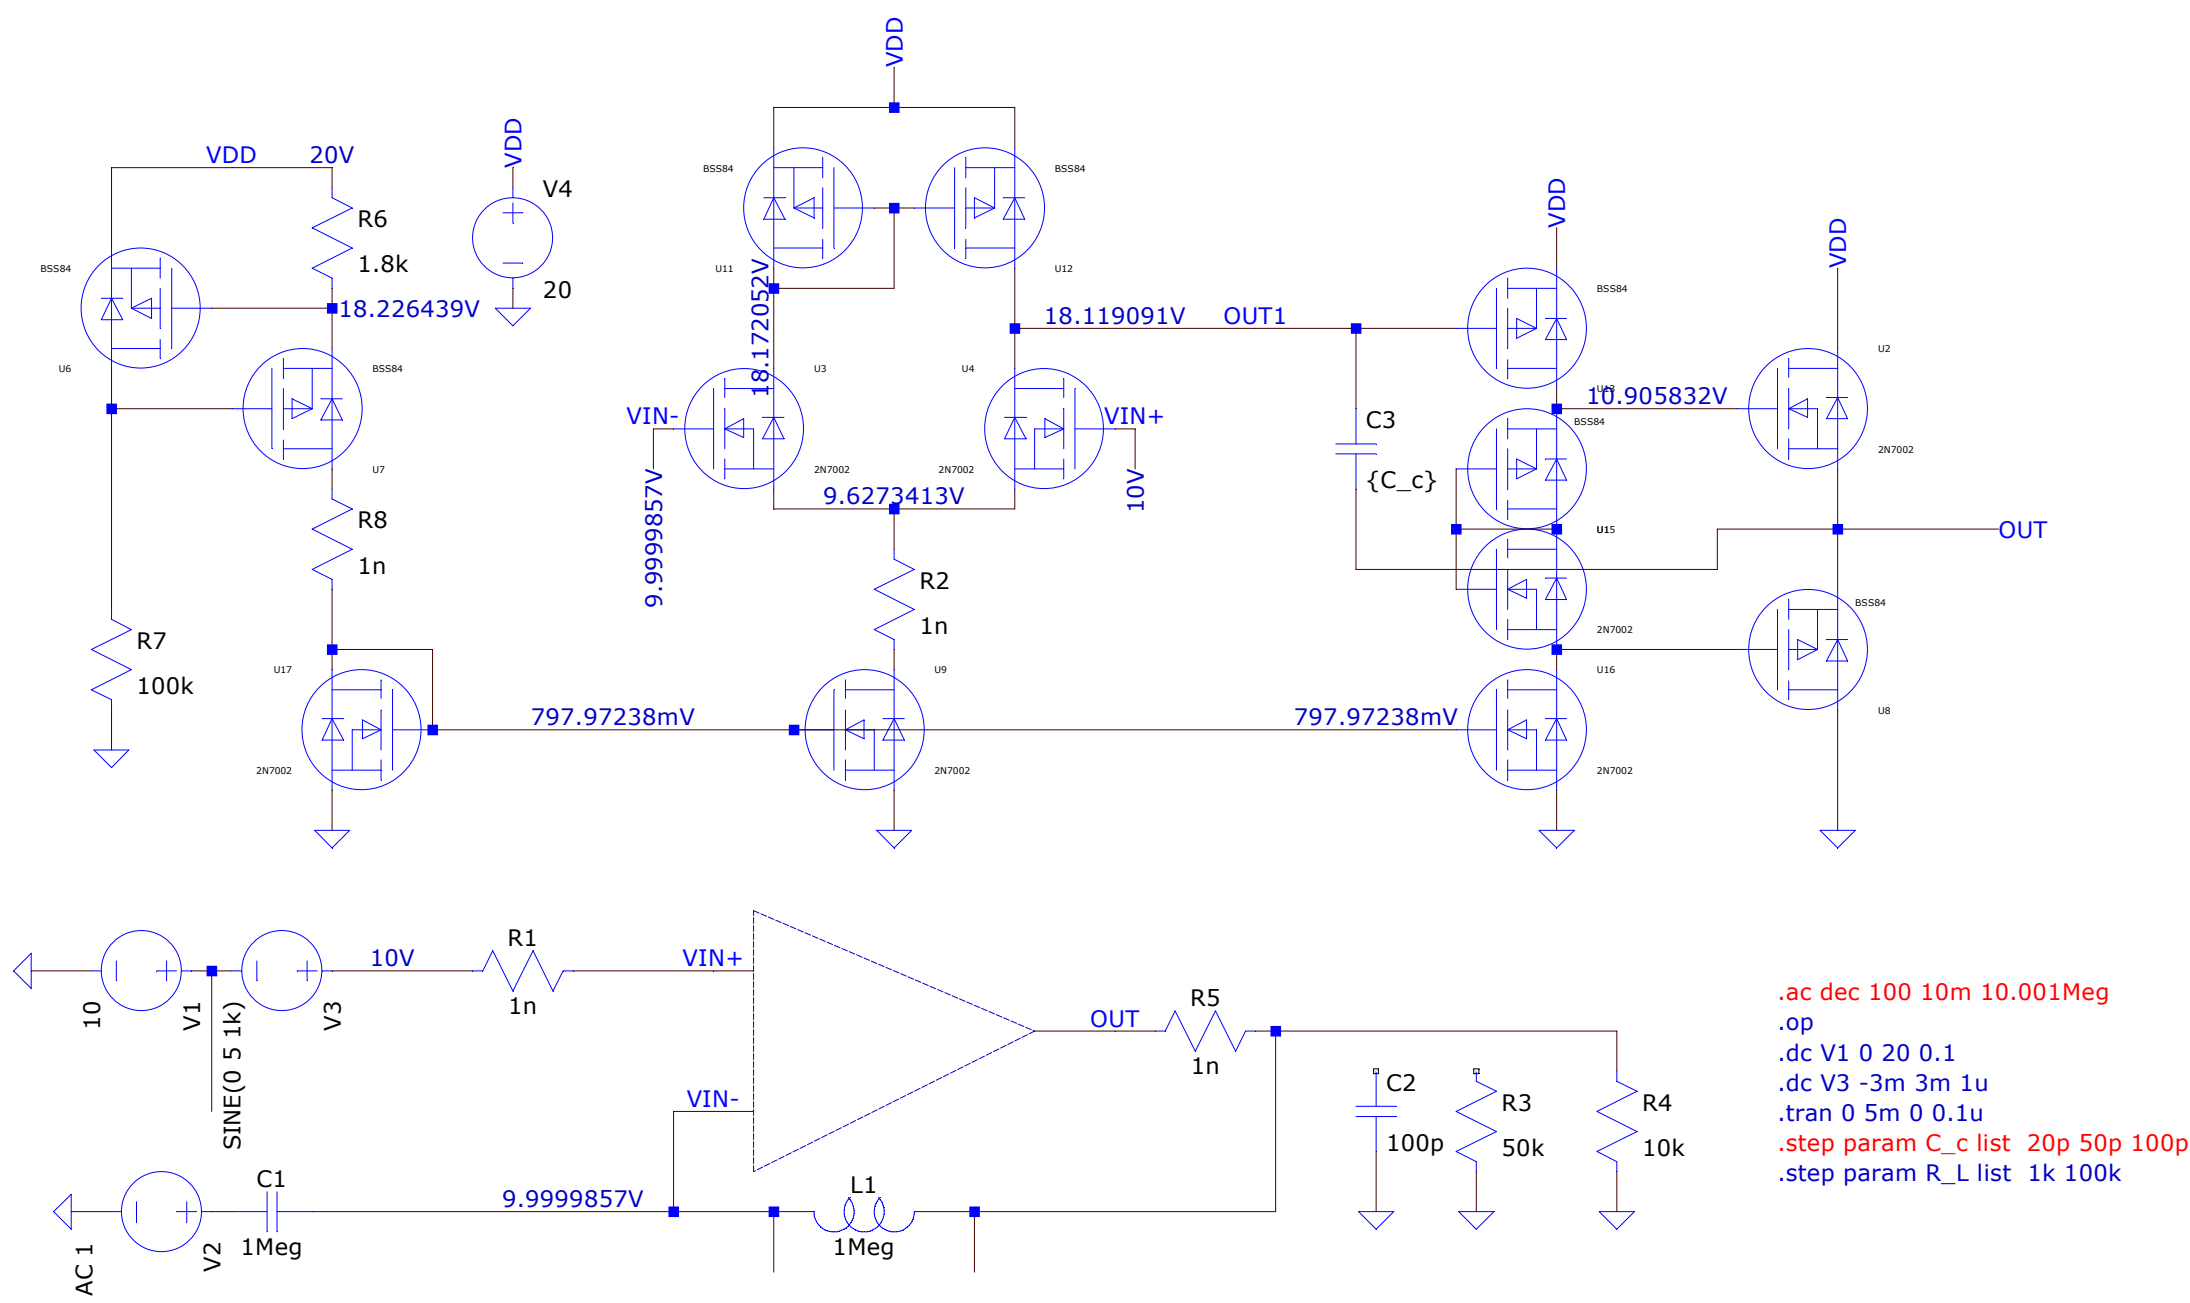 VDD
VDD 20V
VDD
V4
20
R6
1.8k
BSS84
U6
18.226439V
BSS84
U7
R8
1n
R7
100k
U17
2N7002
797.97238mV
BSS84
U11
BSS84
U12
18.172052V
U3
2N7002
U4
2N7002
VIN-
9.9999857V
VIN+
10V
9.6273413V
R2
1n
U9
2N7002
18.119091V OUT1
C3
{C_c}
VDD
BSS84
10.905832V
BSS84
U15
2N7002
797.97238mV
U16
2N7002
VDD
U2
2N7002
OUT
BSS84
U8
10
V1
SINE(0 5 1k)
V3
10V
R1
1n
VIN+
VIN-
OUT
R5
1n
C2
100p
R3
50k
R4
10k
AC 1
V2
C1
1Meg
9.9999857V
L1
1Meg
.ac dec 100 10m 10.001Meg
.op
.dc V1 0 20 0.1
.dc V3 -3m 3m 1u
.tran 0 5m 0 0.1u
.step param C_c list 20p 50p 100p
.step param R_L list 1k 100k